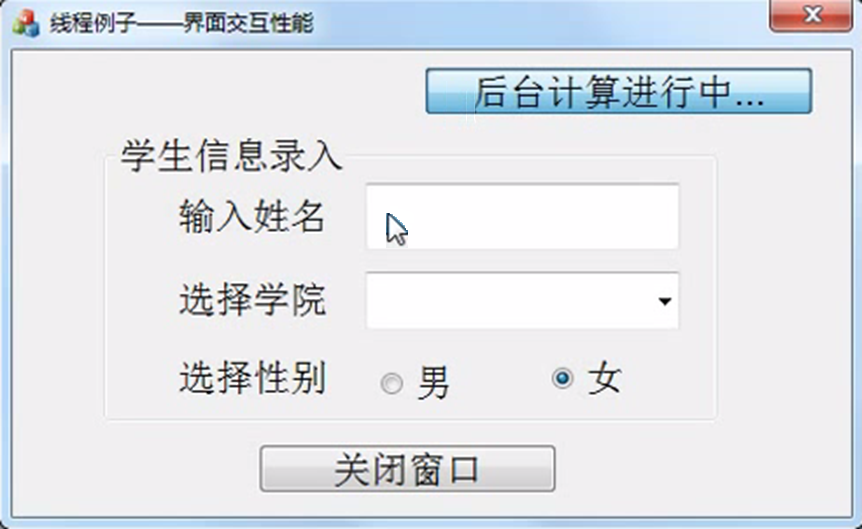 线程例子——界面交互性能
后台计算进行中...
学生信息录入
输入姓名
选择学院
选择性别 男 女
关闭窗口